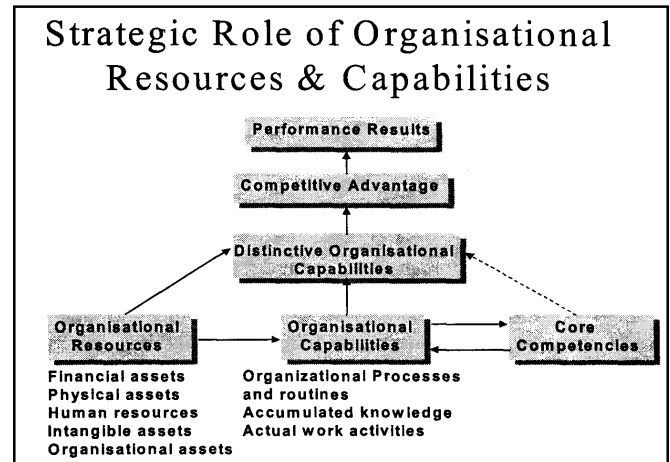 Strategic Role of Organisational
Resources & Capabilities
Performance Results
Competitive Advantage
Distinctive Organisational
Capabilities
Organisational
Resources
Organisational
Capabilities
Core
Competencies
Financial assets
Physical assets
Human resources
Intangible assets
Organisational assets
Organizational Processes
and routines
Accumulated knowledge
Actual work activities